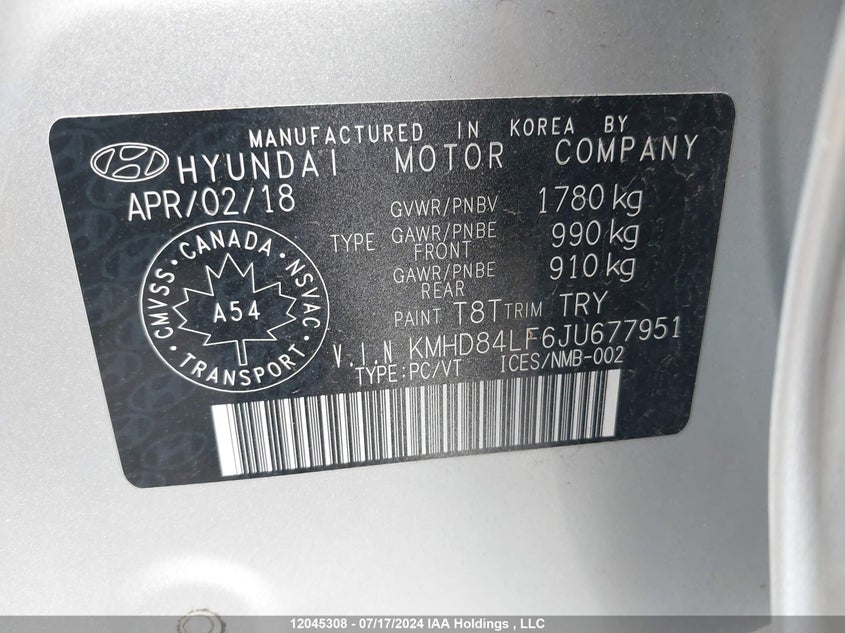 MANUFACTURED IN KOREA BY
HYUNDAI MOTOR COMPANY
APR/02/18
GVWR/PNBV 1780 kg
TYPE GAWR/PNBE FRONT 990 kg
GAWR/PNBE REAR 910 kg
PAINT T8T TRIM TRY
CMVSS · CANADA · NSVAC · TRANSPORT ·
A54
V.I.N KMHD84LF6JU677951
TYPE:PC/VT ICES/NMB-002
12045308 - 07/17/2024 IAA Holdings , LLC